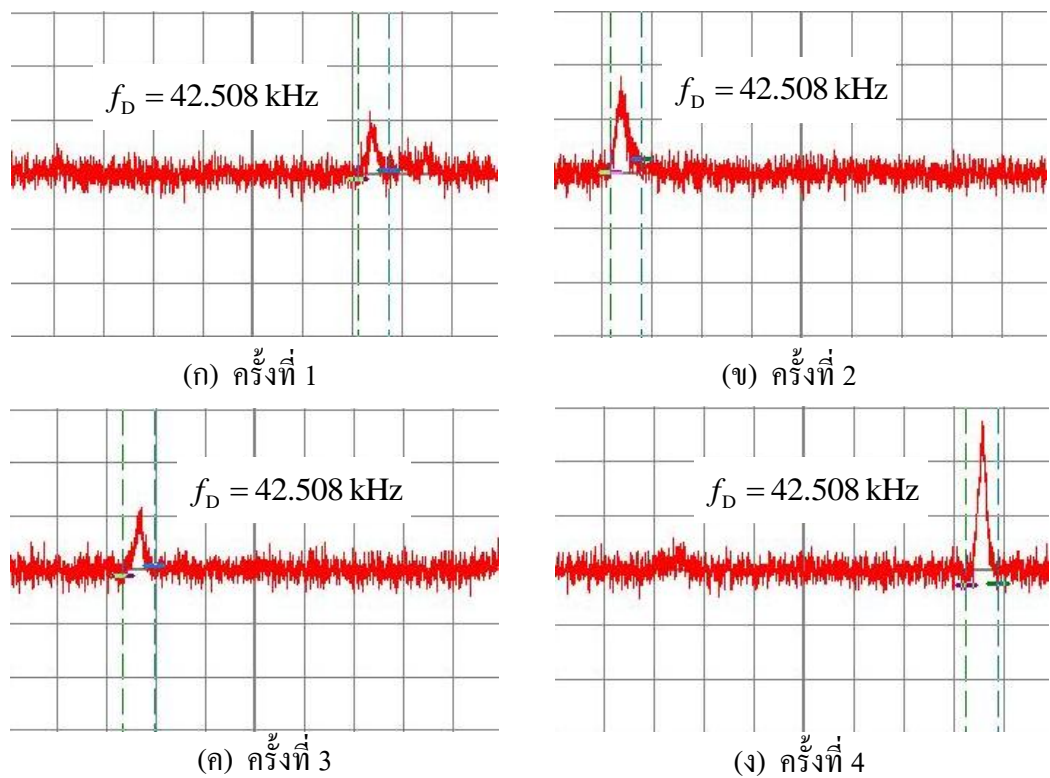 f_D = 42.508 kHz
f_D = 42.508 kHz
(ก) ครั้งที่ 1
(ข) ครั้งที่ 2
f_D = 42.508 kHz
f_D = 42.508 kHz
(ค) ครั้งที่ 3
(ง) ครั้งที่ 4